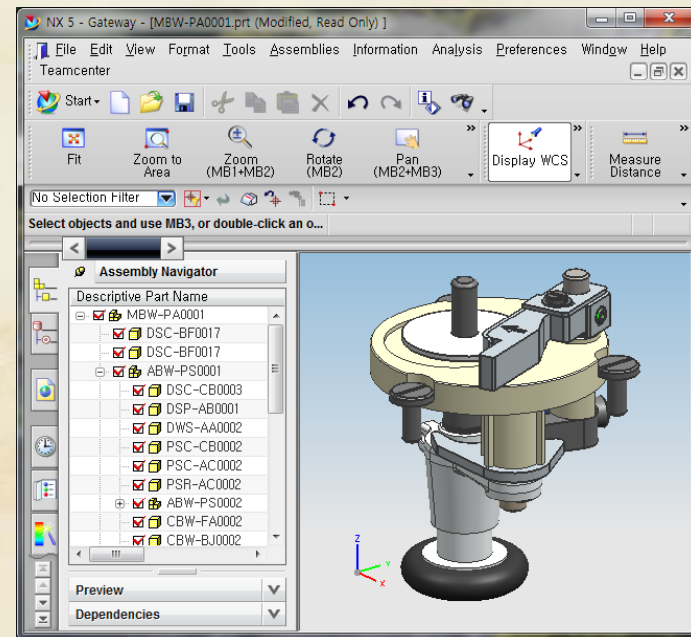 NX 5 - Gateway - [MBW-PA0001.prt (Modified, Read Only) ]
File Edit View Format Tools Assemblies Information Analysis Preferences Window Help
Teamcenter
Start
Fit
Zoom to Area
Zoom (MB1+MB2)
Rotate (MB2)
Pan (MB2+MB3)
Display WCS
Measure Distance
No Selection Filter
Select objects and use MB3, or double-click an o...
Assembly Navigator
Descriptive Part Name
MBW-PA0001
DSC-BF0017
DSC-BF0017
ABW-PS0001
DSC-CB0003
DSP-AB0001
DWS-AA0002
PSC-CB0002
PSC-AC0002
PSR-AC0002
ABW-PS0002
CBW-FA0002
CBW-BJ0002
Preview
Dependencies
Z
Y
X